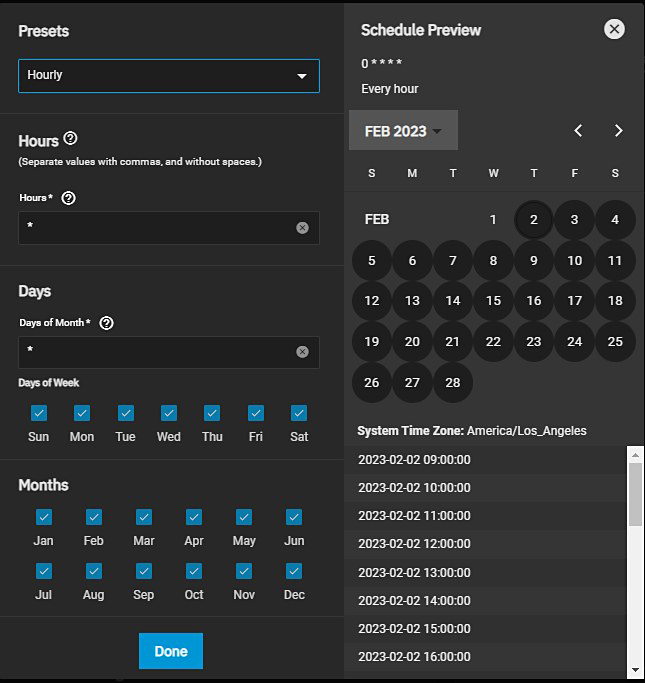 Presets
Hourly
Hours
(Separate values with commas, and without spaces.)
Hours*
*
Days
Days of Month*
*
Days of Week
Sun Mon Tue Wed Thu Fri Sat
Months
Jan Feb Mar Apr May Jun
Jul Aug Sep Oct Nov Dec
Done
Schedule Preview
0 * * * *
Every hour
FEB 2023
S M T W T F S
FEB 1 2 3 4
5 6 7 8 9 10 11
12 13 14 15 16 17 18
19 20 21 22 23 24 25
26 27 28
System Time Zone: America/Los_Angeles
2023-02-02 09:00:00
2023-02-02 10:00:00
2023-02-02 11:00:00
2023-02-02 12:00:00
2023-02-02 13:00:00
2023-02-02 14:00:00
2023-02-02 15:00:00
2023-02-02 16:00:00